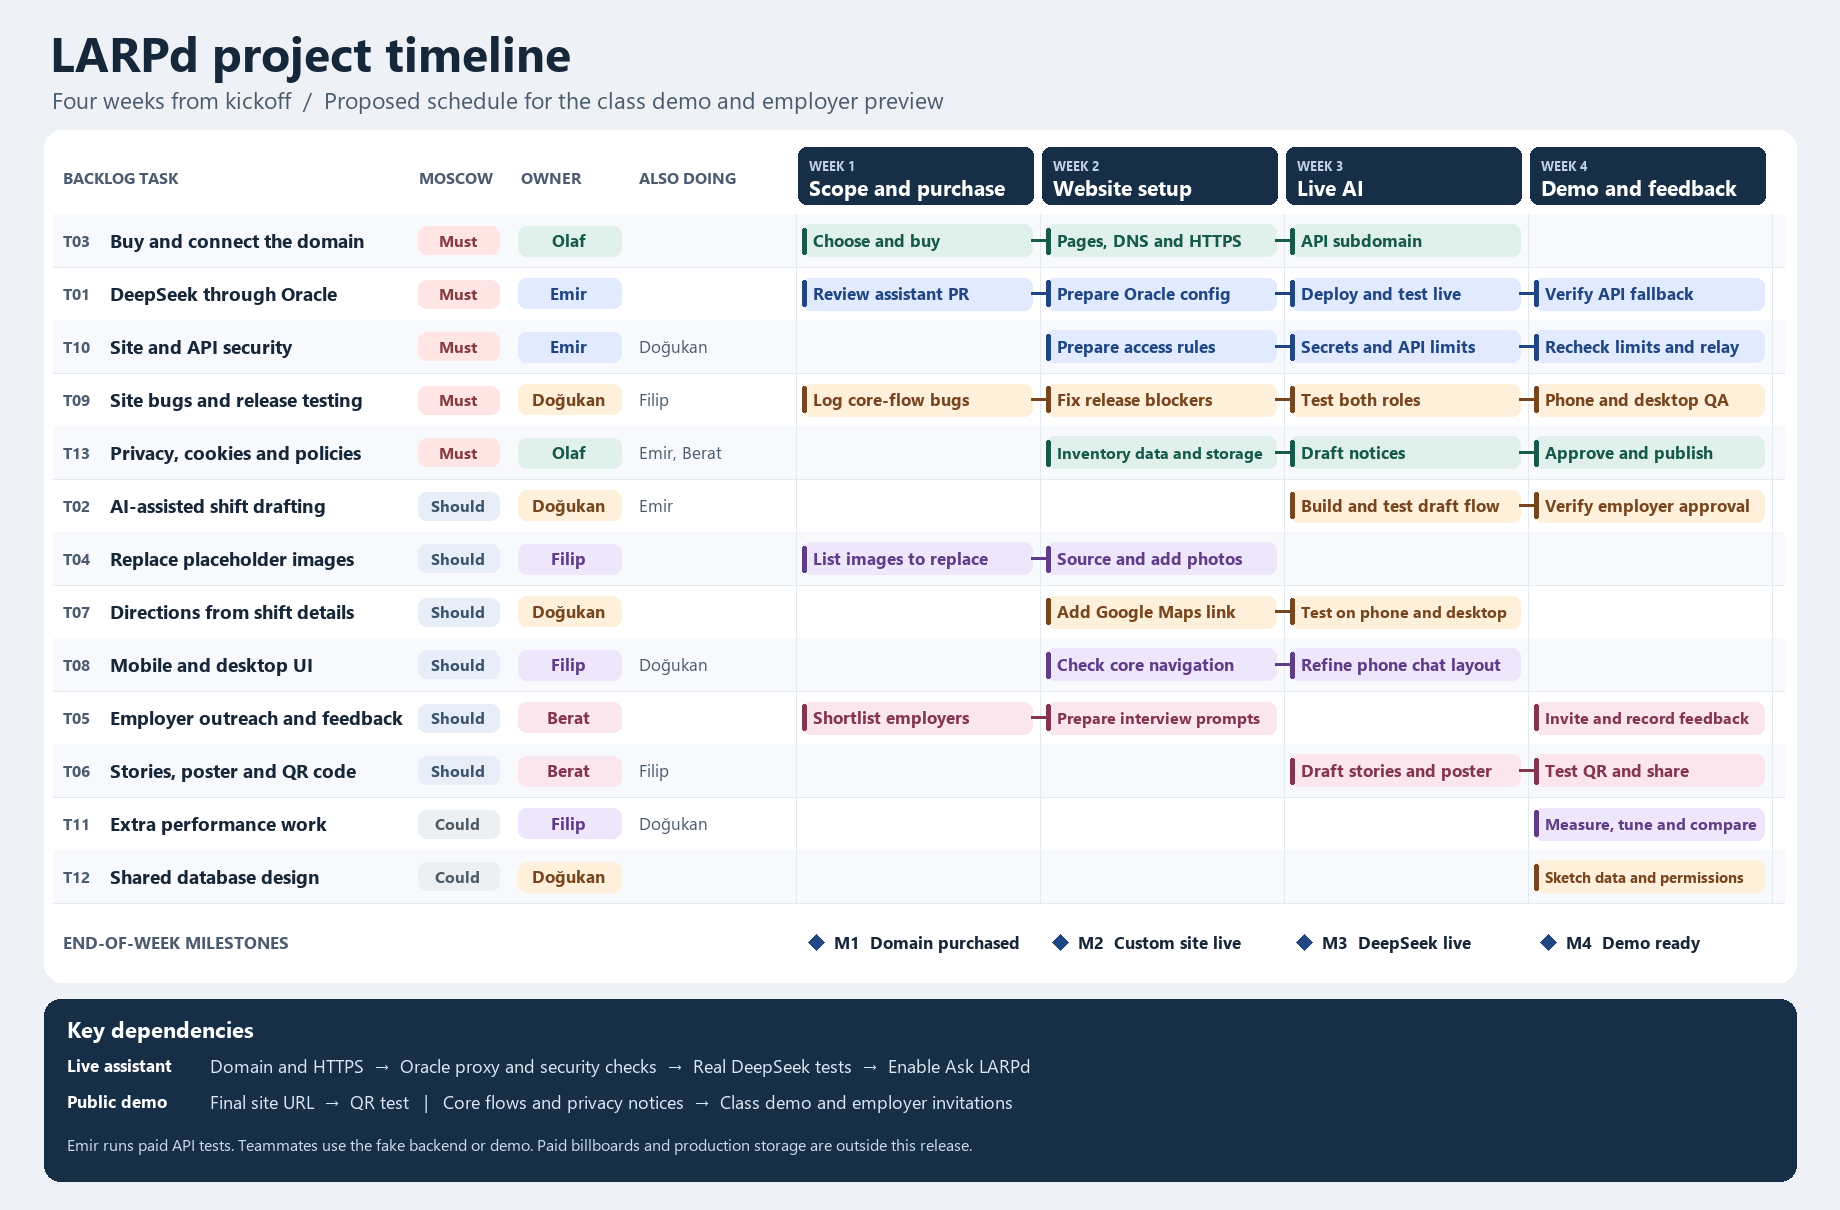 LARPd project timeline
Four weeks from kickoff / Proposed schedule for the class demo and employer preview
BACKLOG TASK MOSCOW OWNER ALSO DOING WEEK 1 Scope and purchase WEEK 2 Website setup WEEK 3 Live AI WEEK 4 Demo and feedback
T03 Buy and connect the domain Must Olaf Choose and buy Pages, DNS and HTTPS API subdomain
T01 DeepSeek through Oracle Must Emir Review assistant PR Prepare Oracle config Deploy and test live Verify API fallback
T10 Site and API security Must Emir Doğukan Prepare access rules Secrets and API limits Recheck limits and relay
T09 Site bugs and release testing Must Doğukan Filip Log core-flow bugs Fix release blockers Test both roles Phone and desktop QA
T13 Privacy, cookies and policies Must Olaf Emir, Berat Inventory data and storage Draft notices Approve and publish
T02 AI-assisted shift drafting Should Doğukan Emir Build and test draft flow Verify employer approval
T04 Replace placeholder images Should Filip List images to replace Source and add photos
T07 Directions from shift details Should Doğukan Add Google Maps link Test on phone and desktop
T08 Mobile and desktop UI Should Filip Doğukan Check core navigation Refine phone chat layout
T05 Employer outreach and feedback Should Berat Shortlist employers Prepare interview prompts Invite and record feedback
T06 Stories, poster and QR code Should Berat Filip Draft stories and poster Test QR and share
T11 Extra performance work Could Filip Doğukan Measure, tune and compare
T12 Shared database design Could Doğukan Sketch data and permissions
END-OF-WEEK MILESTONES M1 Domain purchased M2 Custom site live M3 DeepSeek live M4 Demo ready
Key dependencies
Live assistant Domain and HTTPS → Oracle proxy and security checks → Real DeepSeek tests → Enable Ask LARPd
Public demo Final site URL → QR test | Core flows and privacy notices → Class demo and employer invitations
Emir runs paid API tests. Teammates use the fake backend or demo. Paid billboards and production storage are outside this release.